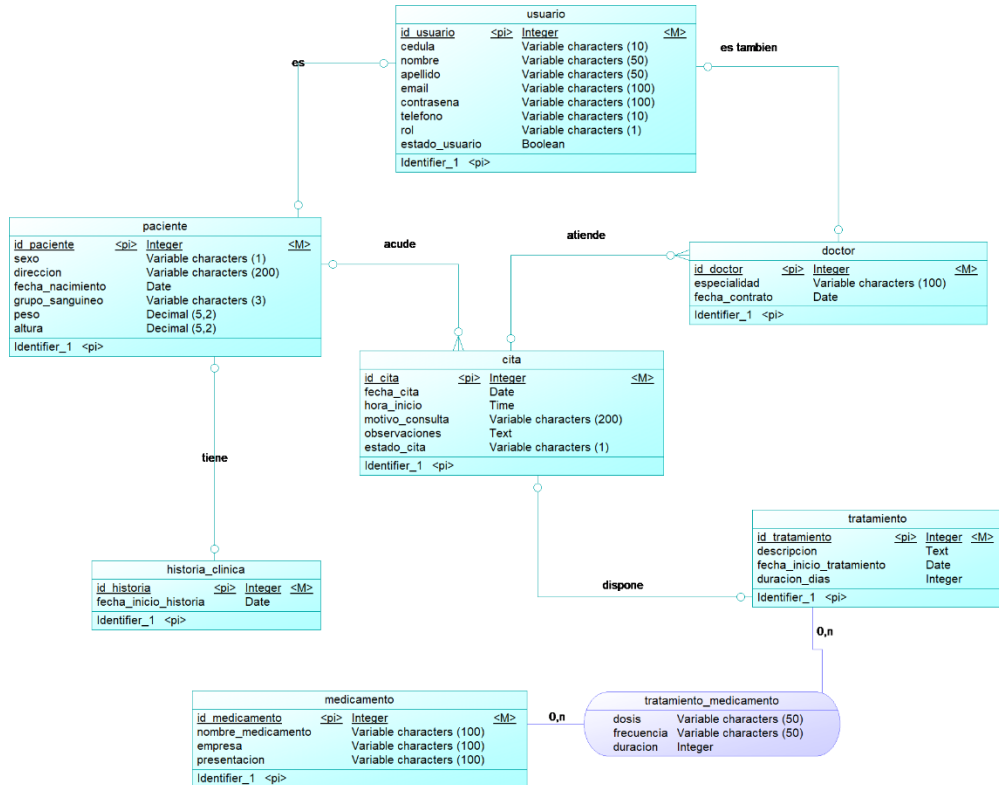 usuario
id_usuario <pi> Integer <M>
cedula Variable characters (10)
nombre Variable characters (50)
apellido Variable characters (50)
email Variable characters (100)
contrasena Variable characters (100)
telefono Variable characters (10)
rol Variable characters (1)
estado_usuario Boolean
Identifier_1 <pi>
es
es tambien
paciente
id_paciente <pi> Integer <M>
sexo Variable characters (1)
direccion Variable characters (200)
fecha_nacimiento Date
grupo_sanguineo Variable characters (3)
peso Decimal (5,2)
altura Decimal (5,2)
Identifier_1 <pi>
acude
atiende
doctor
id_doctor <pi> Integer <M>
especialidad Variable characters (100)
fecha_contrato Date
Identifier_1 <pi>
cita
id_cita <pi> Integer <M>
fecha_cita Date
hora_inicio Time
motivo_consulta Variable characters (200)
observaciones Text
estado_cita Variable characters (1)
Identifier_1 <pi>
tiene
historia_clinica
id_historia <pi> Integer <M>
fecha_inicio_historia Date
Identifier_1 <pi>
dispone
tratamiento
id_tratamiento <pi> Integer <M>
descripcion Text
fecha_inicio_tratamiento Date
duracion_dias Integer
Identifier_1 <pi>
0,n
medicamento
id_medicamento <pi> Integer <M>
nombre_medicamento Variable characters (100)
empresa Variable characters (100)
presentacion Variable characters (100)
Identifier_1 <pi>
0,n
tratamiento_medicamento
dosis Variable characters (50)
frecuencia Variable characters (50)
duracion Integer